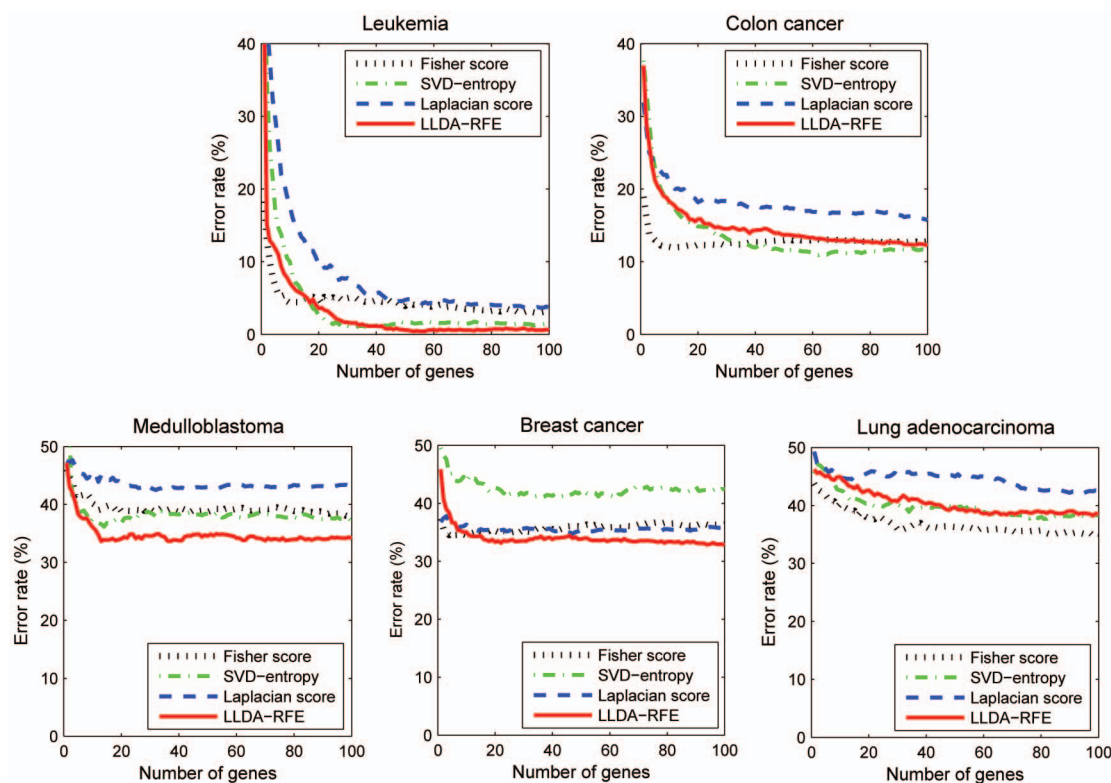 Leukemia
40
30
20
10
0
0 20 40 60 80 100
Error rate (%)
Number of genes
Fisher score
SVD-entropy
Laplacian score
LLDA-RFE
Colon cancer
40
30
20
10
0
0 20 40 60 80 100
Error rate (%)
Number of genes
Fisher score
SVD-entropy
Laplacian score
LLDA-RFE
Medulloblastoma
50
40
30
20
10
0
0 20 40 60 80 100
Error rate (%)
Number of genes
Fisher score
SVD-entropy
Laplacian score
LLDA-RFE
Breast cancer
50
40
30
20
10
0
0 20 40 60 80 100
Error rate (%)
Number of genes
Fisher score
SVD-entropy
Laplacian score
LLDA-RFE
Lung adenocarcinoma
50
40
30
20
10
0
0 20 40 60 80 100
Error rate (%)
Number of genes
Fisher score
SVD-entropy
Laplacian score
LLDA-RFE